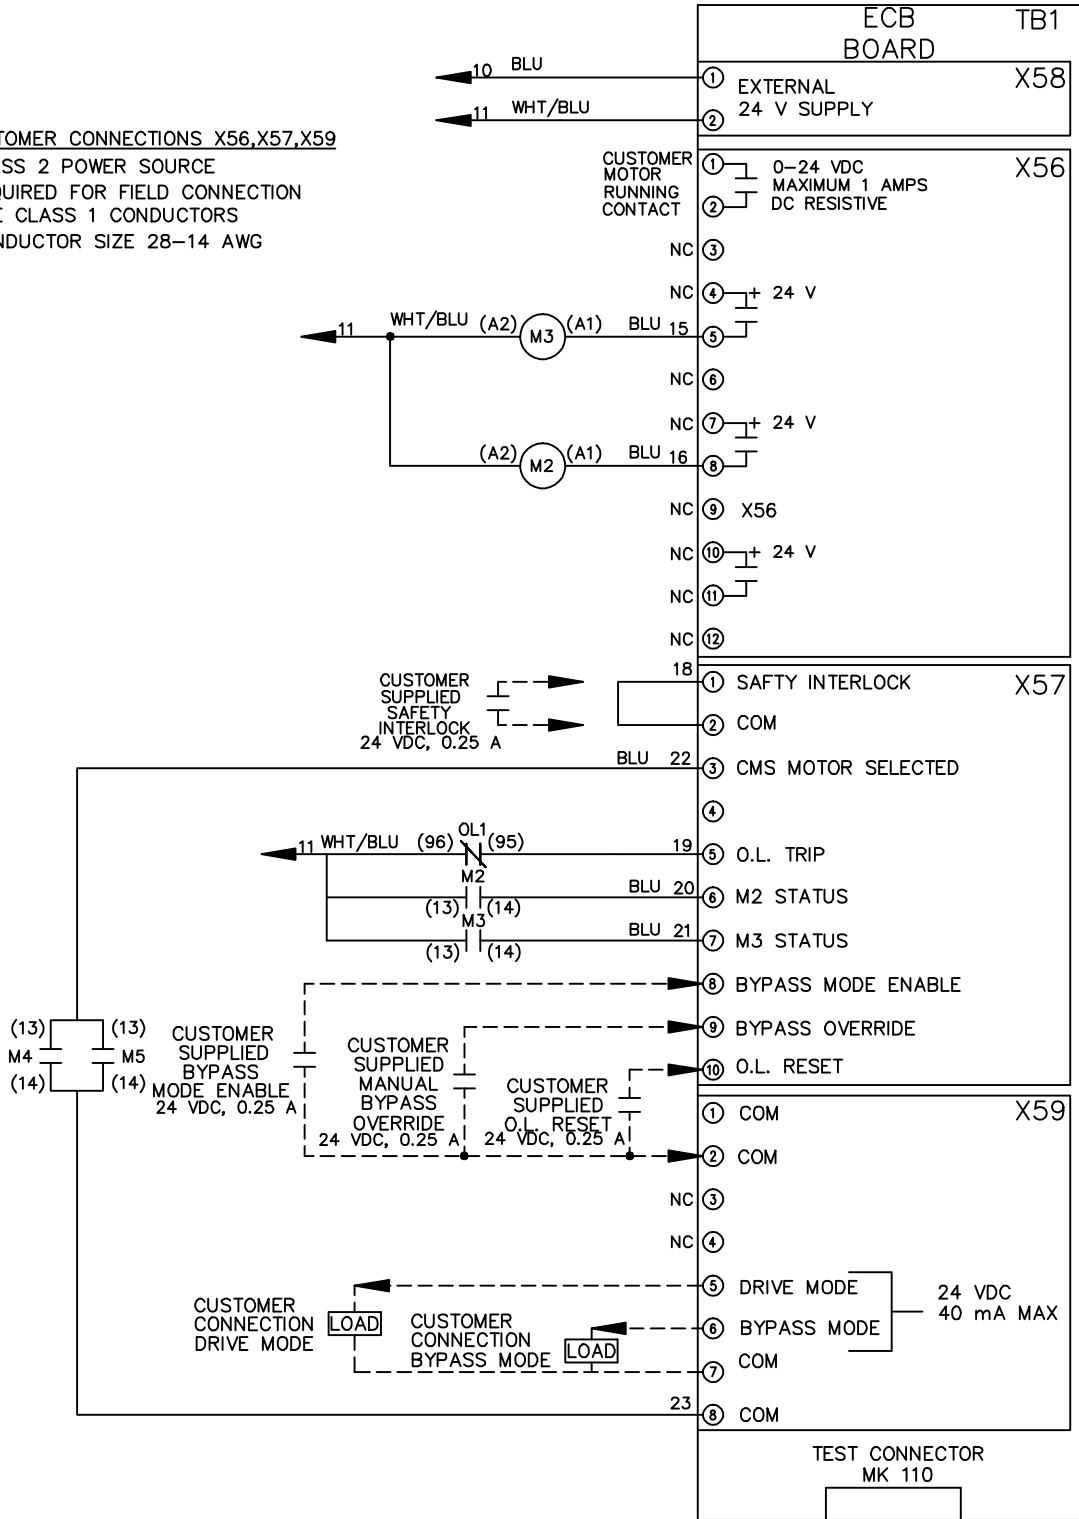 ECB
BOARD
TB1
10 BLU
1 EXTERNAL
24 V SUPPLY
X58
11 WHT/BLU
2
TOMER CONNECTIONS X56,X57,X59
SS 2 POWER SOURCE
QUIRED FOR FIELD CONNECTION
E CLASS 1 CONDUCTORS
NDUCTOR SIZE 28-14 AWG
CUSTOMER
MOTOR
RUNNING
CONTACT
1
2
0-24 VDC
MAXIMUM 1 AMPS
DC RESISTIVE
X56
NC 3
NC 4 + 24 V
11 WHT/BLU (A2) M3 (A1) BLU 15 5
NC 6
NC 7 + 24 V
(A2) M2 (A1) BLU 16 8
NC 9 X56
NC 10 + 24 V
NC 11
NC 12
CUSTOMER
SUPPLIED
SAFETY
INTERLOCK
24 VDC, 0.25 A
18 1 SAFTY INTERLOCK
X57
2 COM
BLU 22 3 CMS MOTOR SELECTED
4
11 WHT/BLU (96) OL1 (95) 19 5 O.L. TRIP
M2
(13) (14) BLU 20 6 M2 STATUS
M3
(13) (14) BLU 21 7 M3 STATUS
8 BYPASS MODE ENABLE
9 BYPASS OVERRIDE
10 O.L. RESET
(13) (13)
M4 M5
(14) (14)
CUSTOMER
SUPPLIED
BYPASS
MODE ENABLE
24 VDC, 0.25 A
CUSTOMER
SUPPLIED
MANUAL
BYPASS
OVERRIDE
24 VDC, 0.25 A
CUSTOMER
SUPPLIED
O.L. RESET
24 VDC, 0.25 A
1 COM
X59
2 COM
NC 3
NC 4
5 DRIVE MODE
6 BYPASS MODE
24 VDC
40 mA MAX
7 COM
CUSTOMER
CONNECTION
DRIVE MODE
LOAD
CUSTOMER
CONNECTION
BYPASS MODE
LOAD
23 8 COM
TEST CONNECTOR
MK 110